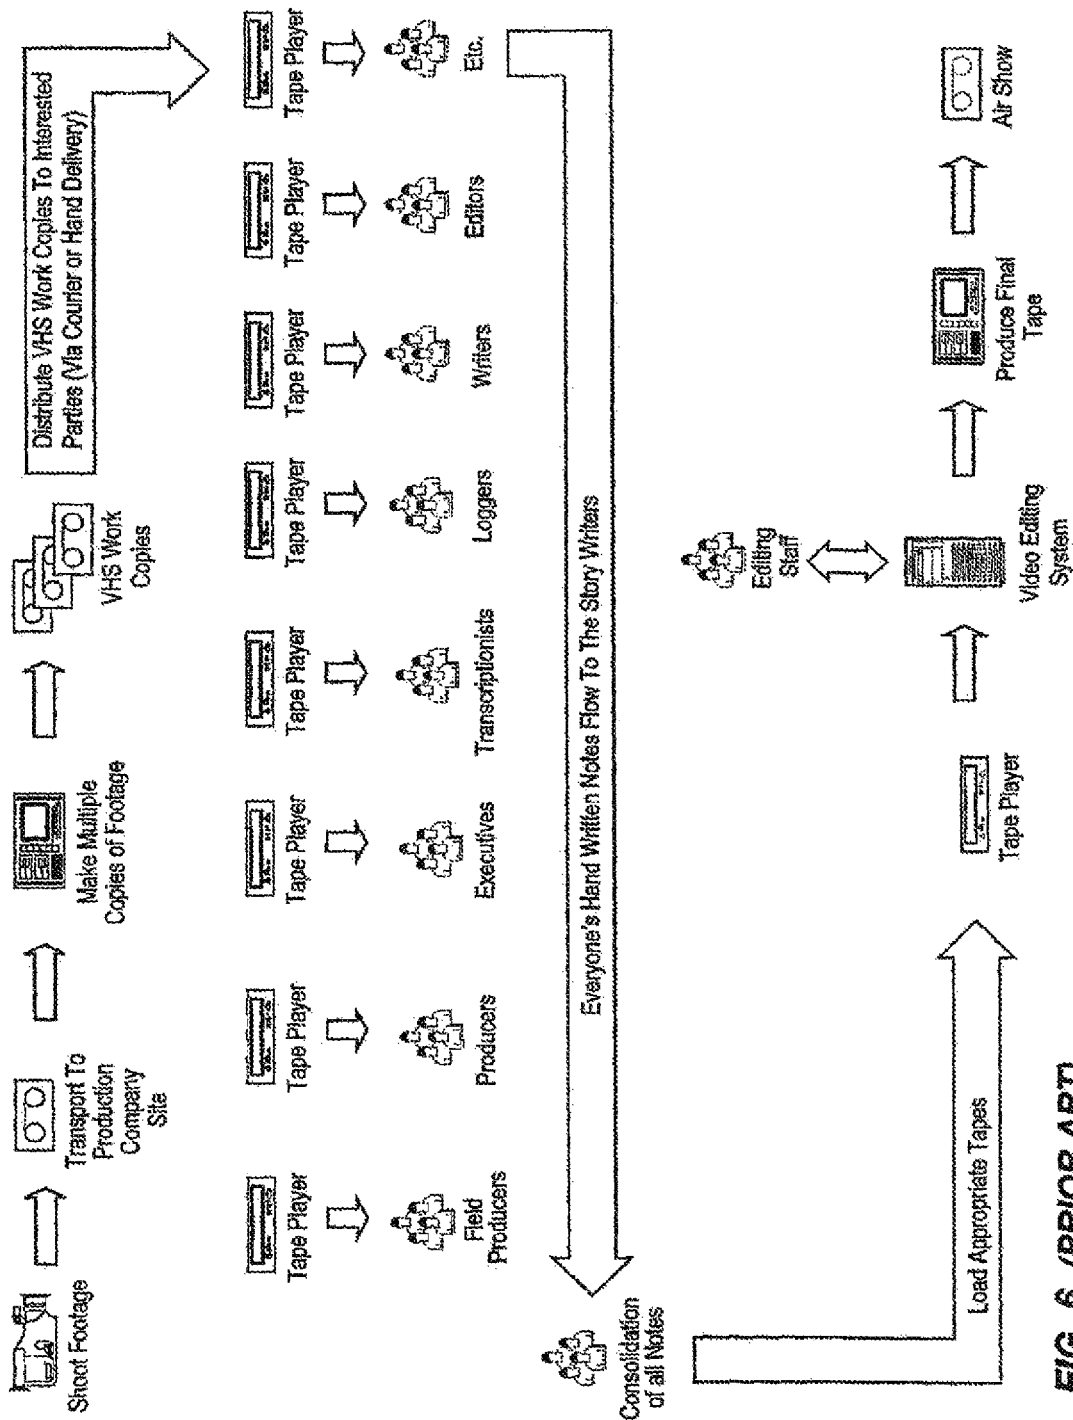 Shoot Footage
Transport To
Production
Company
Site
Make Multiple
Copies of Footage
VHS Work
Copies
Distribute VHS Work Copies To Interested
Parties (Via Courier or Hand Delivery)
Tape Player
Tape Player
Tape Player
Tape Player
Tape Player
Tape Player
Tape Player
Tape Player
Field
Producers
Producers
Executives
Transcriptionists
Loggers
Writers
Editors
Etc.
Everyone's Hand Written Notes Flow To The Story Writers
Consolidation
of all Notes
Load Appropriate Tapes
Tape Player
Editing
Staff
Video Editing
System
Produce Final
Tape
Air Show
FIG. 6 (PRIOR ART)